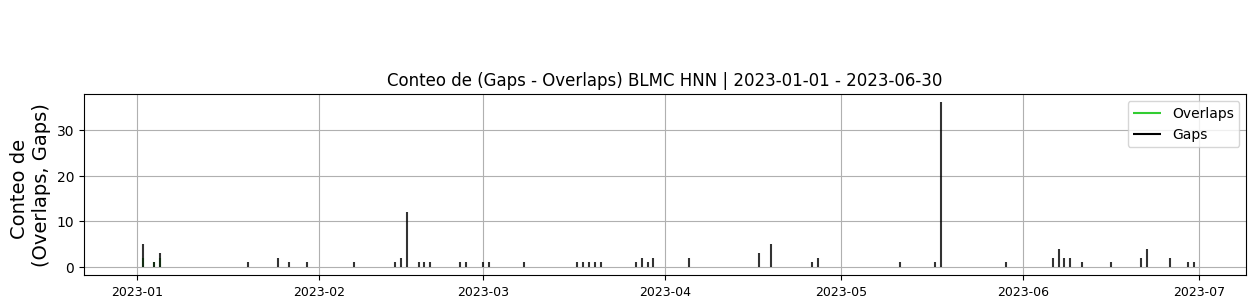 Conteo de (Gaps - Overlaps) BLMC HNN | 2023-01-01 - 2023-06-30
Conteo de
(Overlaps, Gaps)
30
20
10
0
Overlaps
Gaps
2023-01
2023-02
2023-03
2023-04
2023-05
2023-06
2023-07